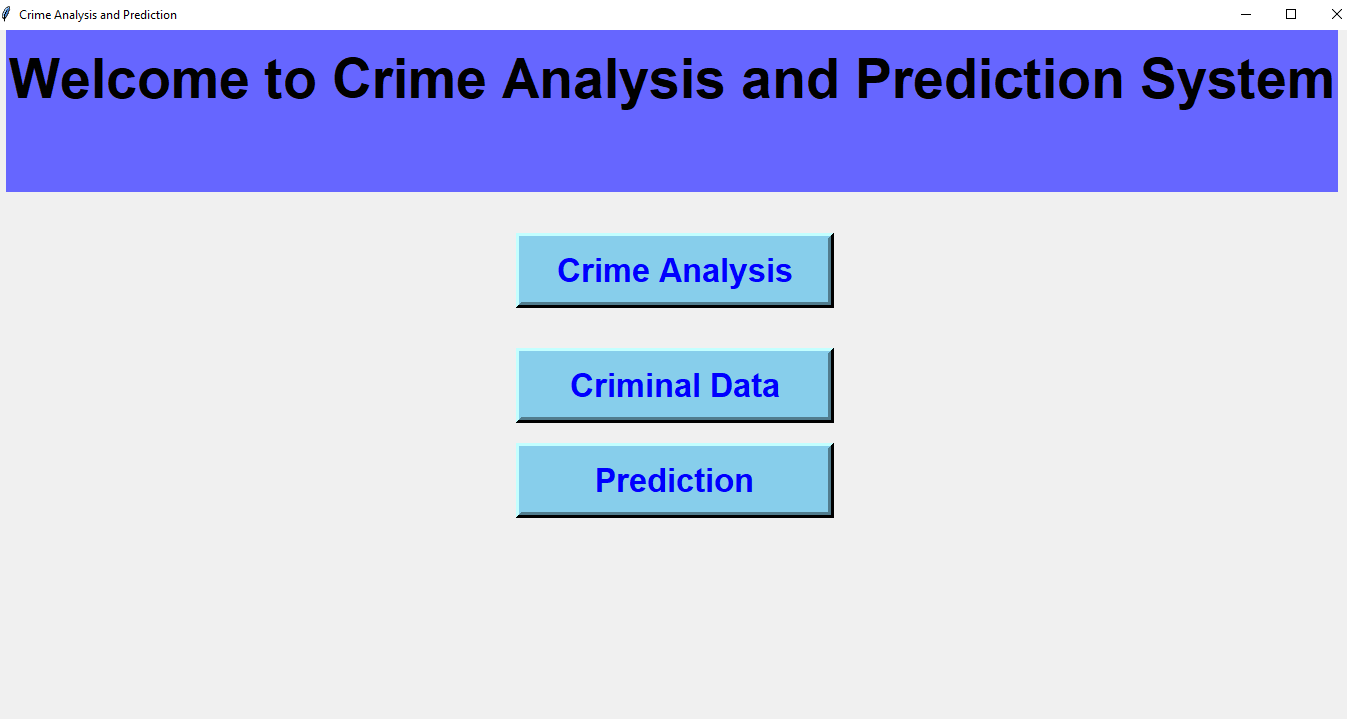 Crime Analysis and Prediction
Welcome to Crime Analysis and Prediction System
Crime Analysis
Criminal Data
Prediction